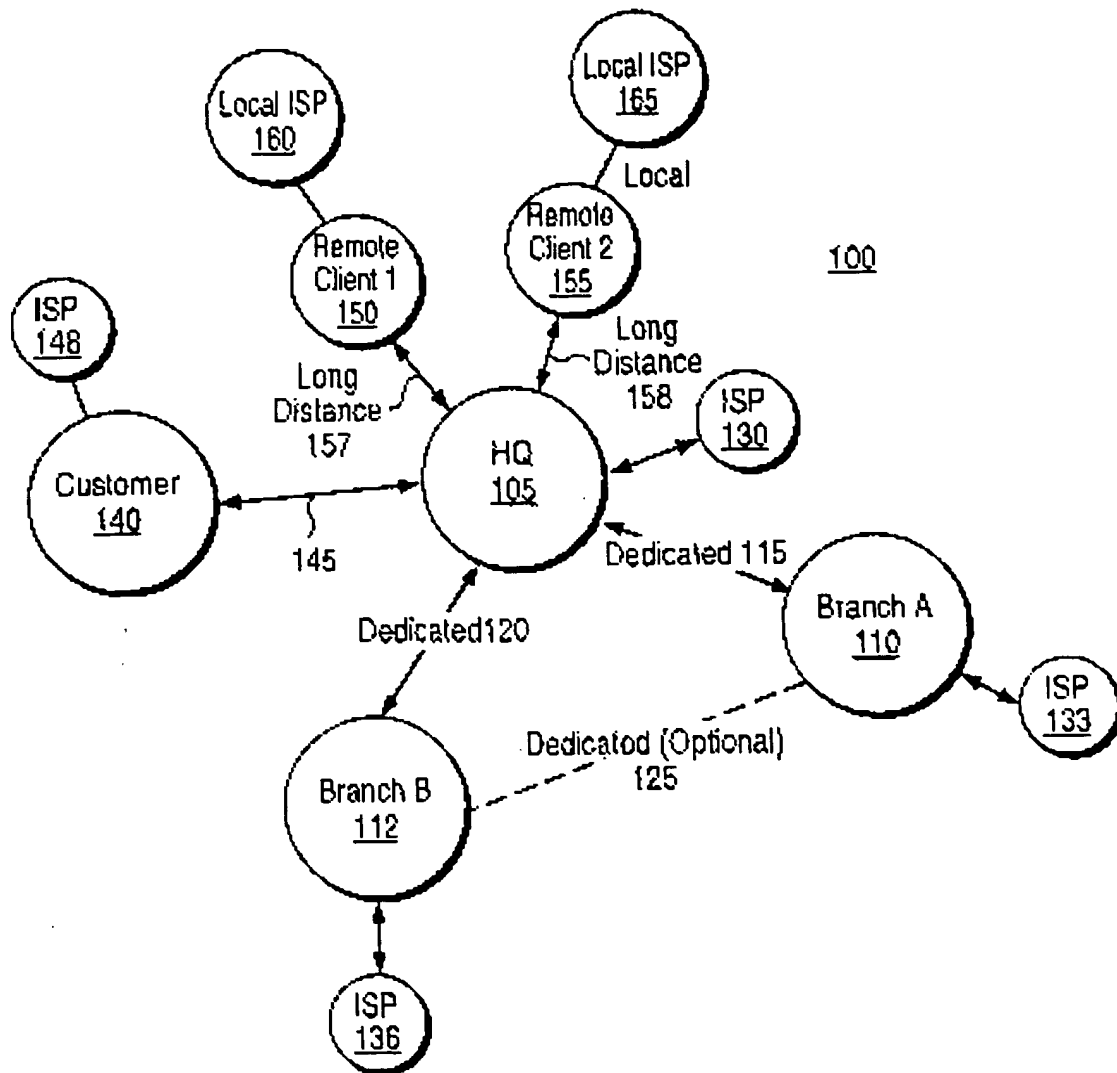 Local ISP
160
Local ISP
165
Local
Remote
Client 1
150
Remote
Client 2
155
100
ISP
148
Long
Distance
157
Long
Distance
158
ISP
130
HQ
105
Customer
140
145
Dedicated 115
Branch A
110
Dedicated120
ISP
133
Dedicated (Optional)
125
Branch B
112
ISP
136